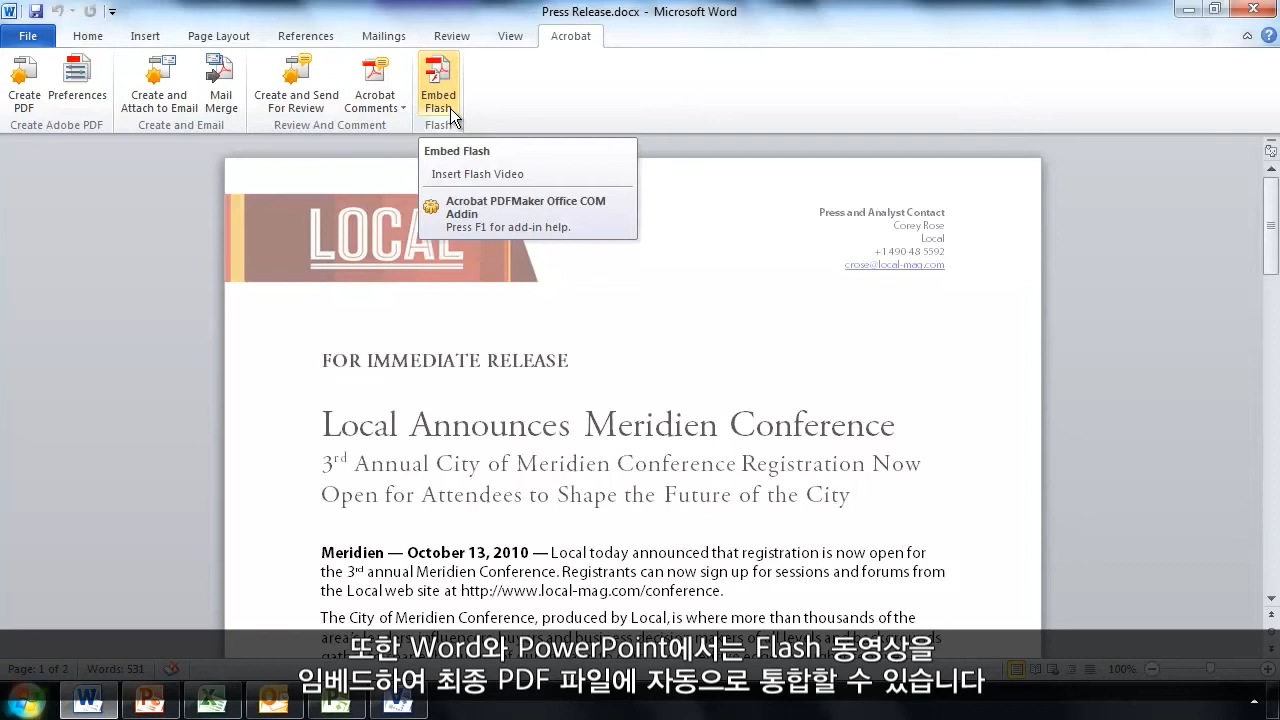 Press Release.docx - Microsoft Word
File Home Insert Page Layout References Mailings Review View Acrobat
Create PDF
Preferences
Create and Attach to Email
Mail Merge
Create and Send For Review
Acrobat Comments
Embed Flash
Create Adobe PDF
Create and Email
Review And Comment
Flash
Embed Flash
Insert Flash Video
Acrobat PDFMaker Office COM
Addin
Press F1 for add-in help.
LOCAL
Press and Analyst Contact
Corey Rose
Local
+1 490 48 5592
crose@local-mag.com
FOR IMMEDIATE RELEASE
Local Announces Meridien Conference
3rd Annual City of Meridien Conference Registration Now
Open for Attendees to Shape the Future of the City
Meridien — October 13, 2010 — Local today announced that registration is now open for
the 3rd annual Meridien Conference. Registrants can now sign up for sessions and forums from
the Local web site at http://www.local-mag.com/conference.
The City of Meridien Conference, produced by Local, is where more than thousands of the
또한 Word와 PowerPoint에서는 Flash 동영상을
임베드하여 최종 PDF 파일에 자동으로 통합할 수 있습니다
Page: 1 of 2 Words: 531
100%